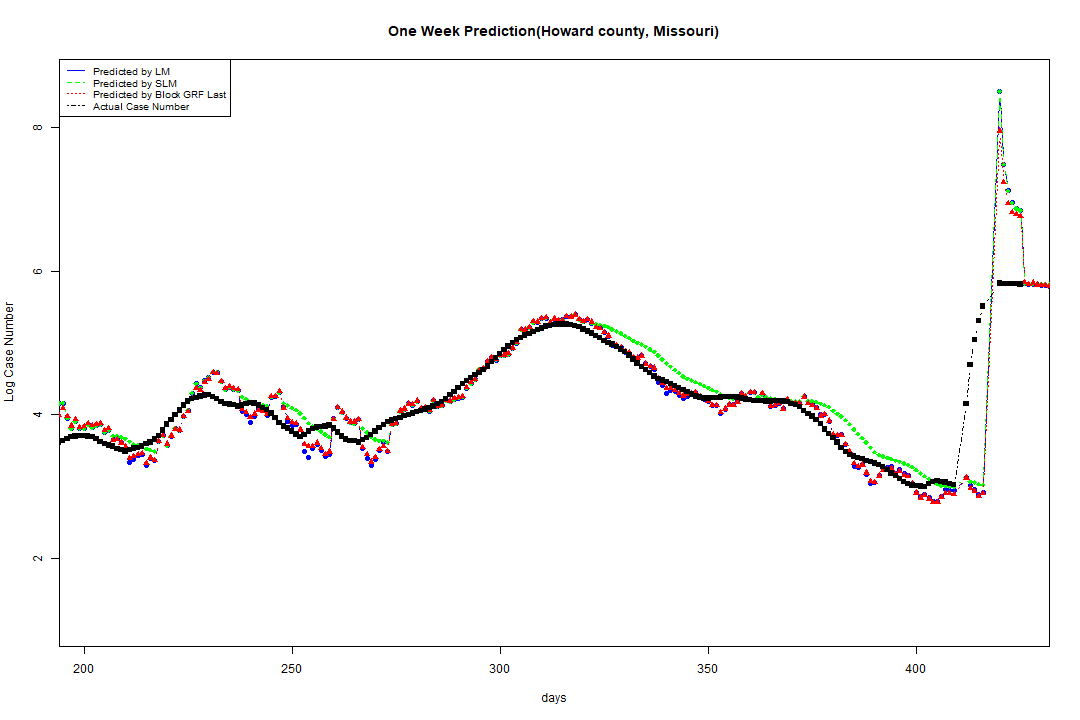 One Week Prediction(Howard county, Missouri)
Predicted by LM
Predicted by SLM
Predicted by Block GRF Last
Actual Case Number
8
6
4
2
Log Case Number
200 250 300 350 400
days